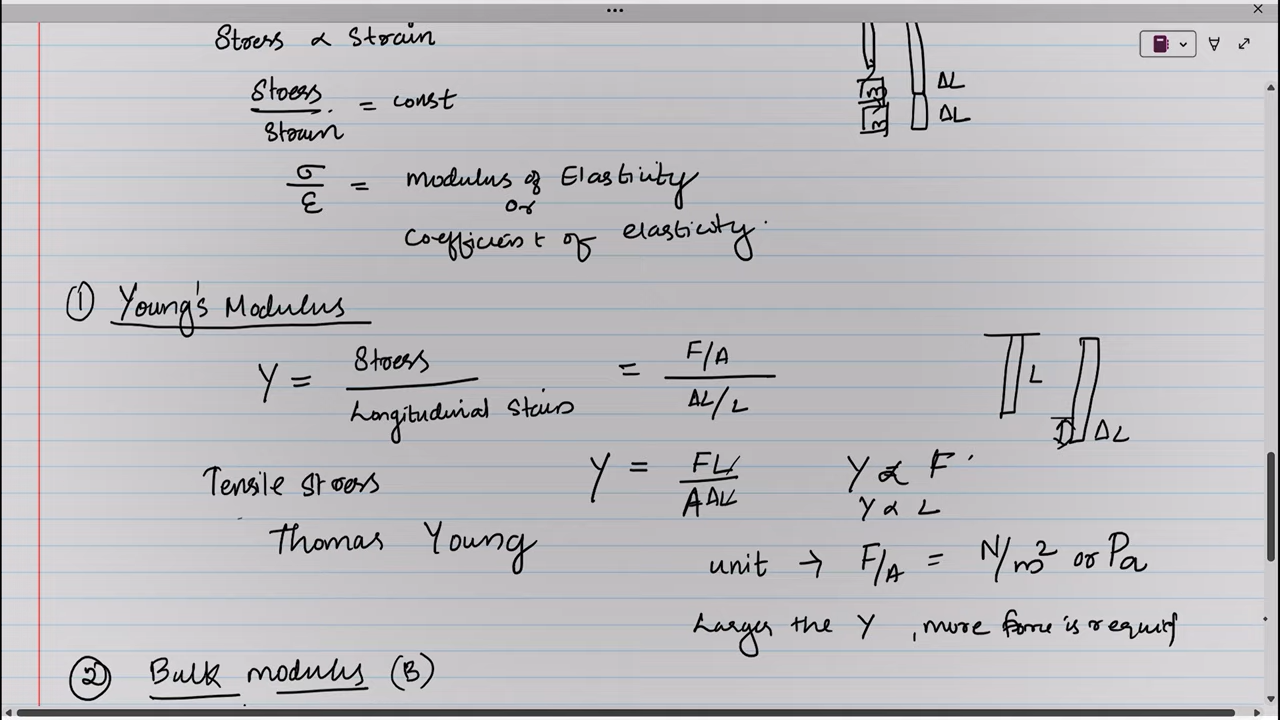 Stress ∝ Strain
Stress / Strain = const
ΔL
ΔL
m
m
σ / ε = modulus of Elasticity
or
Coefficient of elasticity.
① Young's Modulus
Y = Stress / Longitudinal Strain = F/A / ΔL/L
L
ΔL
Tensile Stress
Y = FL / AΔL
Y ∝ F
Y ∝ L
Thomas Young
unit → F/A = N/m² or Pa
Larger the Y , more force is requir
② Bulk modulus (B)